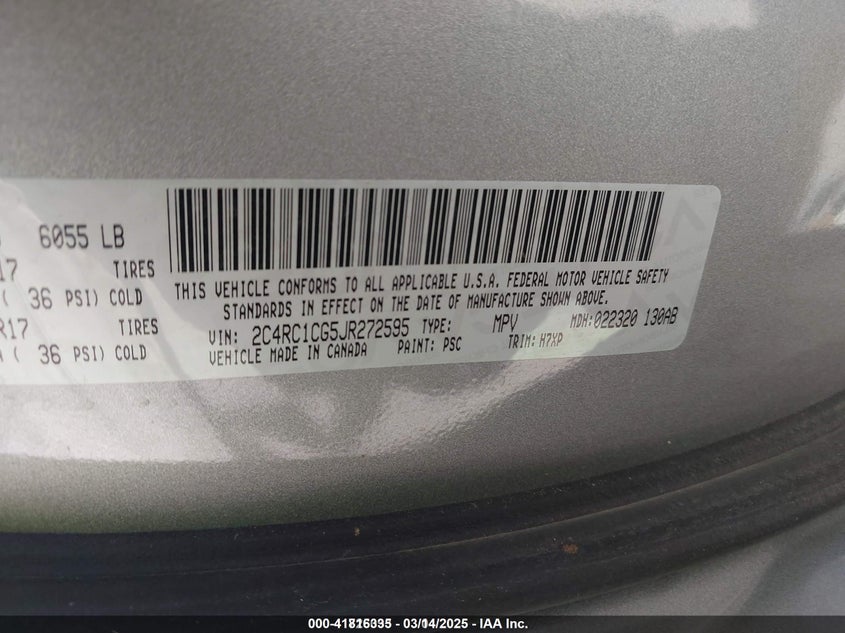 6055 LB
17 TIRES
( 36 PSI) COLD
R17 TIRES
( 36 PSI) COLD
THIS VEHICLE CONFORMS TO ALL APPLICABLE U.S.A. FEDERAL MOTOR VEHICLE SAFETY
STANDARDS IN EFFECT ON THE DATE OF MANUFACTURE SHOWN ABOVE.
VIN: 2C4RC1CG5JR272595 TYPE: MPV MDH:022320 130AB
VEHICLE MADE IN CANADA PAINT: PSC TRIM: H7XP
03/14/2025 - IAA Inc.